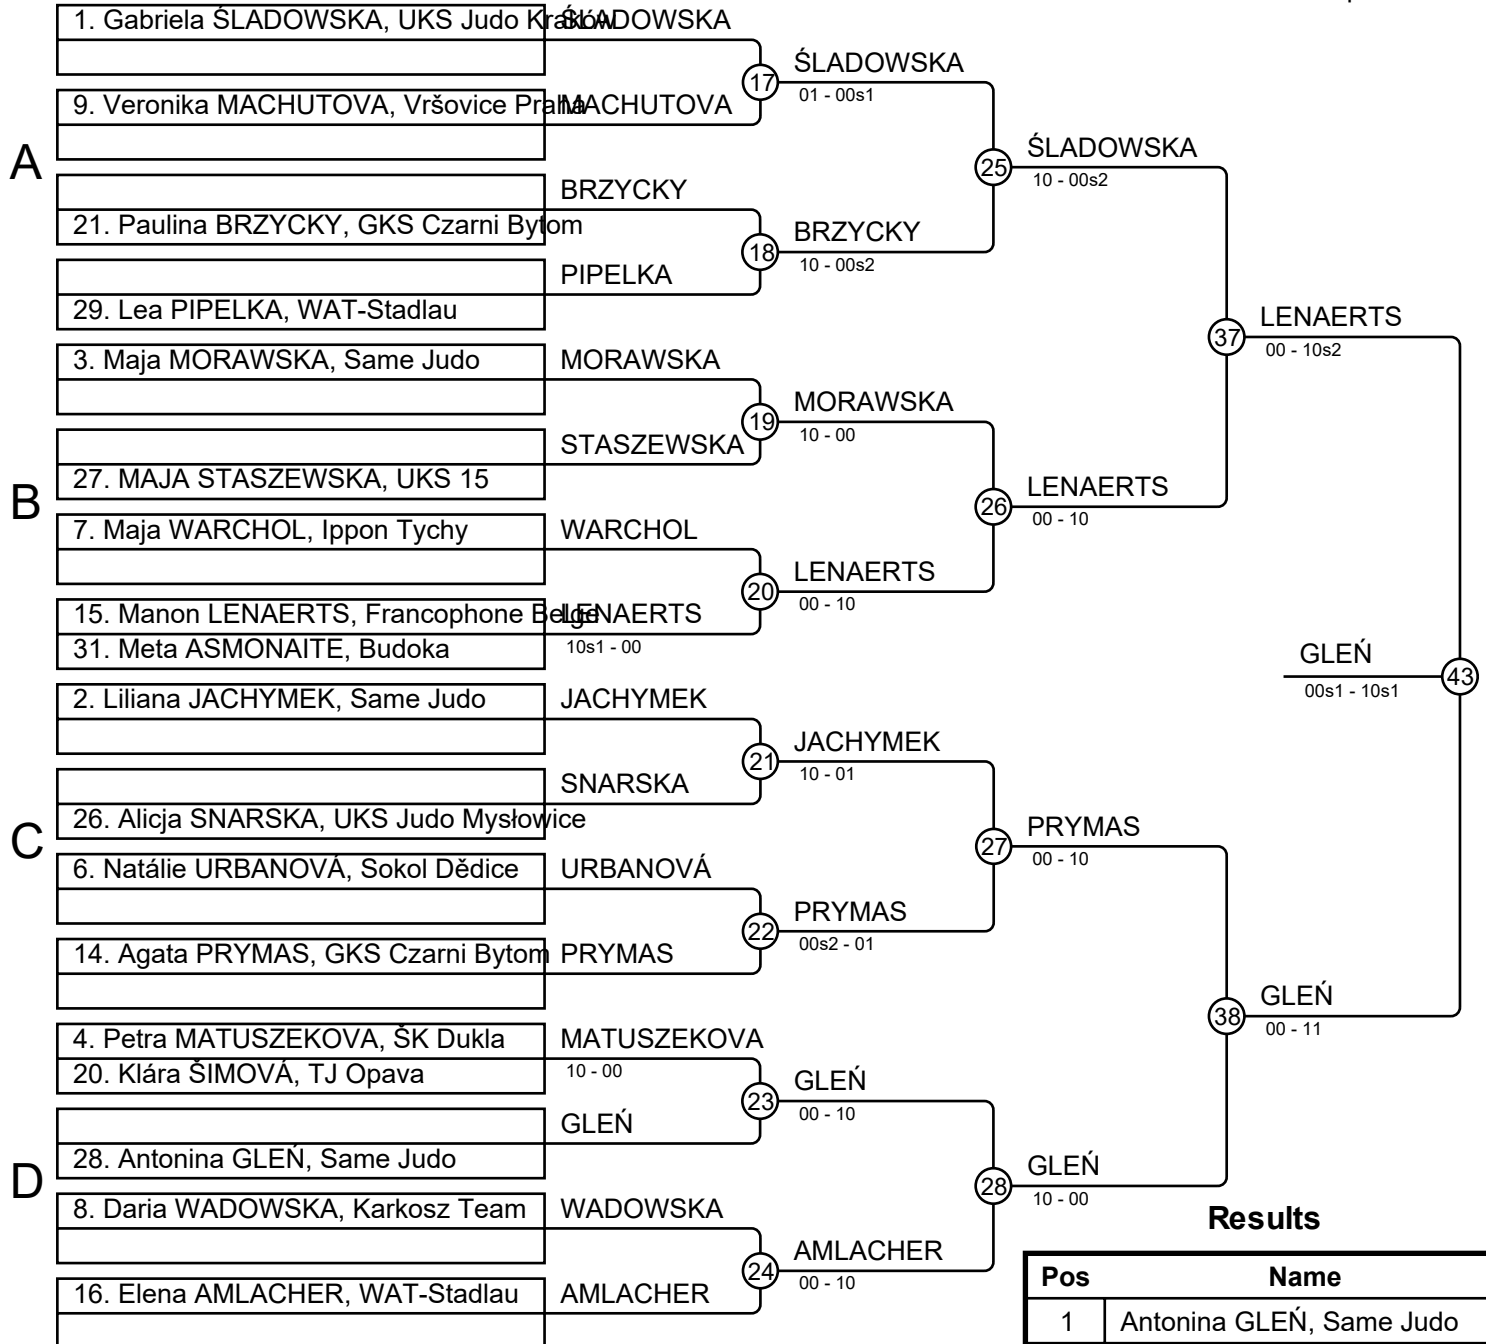 1. Gabriela ŚLADOWSKA, UKS Judo Kraków
ŚLADOWSKA
17
ŚLADOWSKA
01 - 00s1
9. Veronika MACHUTOVA, Vršovice Praha
MACHUTOVA
A
25
ŚLADOWSKA
10 - 00s2
BRZYCKY
21. Paulina BRZYCKY, GKS Czarni Bytom
18
BRZYCKY
10 - 00s2
PIPELKA
29. Lea PIPELKA, WAT-Stadlau
37
LENAERTS
00 - 10s2
3. Maja MORAWSKA, Same Judo
MORAWSKA
19
MORAWSKA
10 - 00
STASZEWSKA
27. MAJA STASZEWSKA, UKS 15
B
26
LENAERTS
00 - 10
7. Maja WARCHOL, Ippon Tychy
WARCHOL
20
LENAERTS
00 - 10
15. Manon LENAERTS, Francophone Belge
LENAERTS
31. Meta ASMONAITE, Budoka
10s1 - 00
GLEŃ
00s1 - 10s1
43
2. Liliana JACHYMEK, Same Judo
JACHYMEK
21
JACHYMEK
10 - 01
SNARSKA
26. Alicja SNARSKA, UKS Judo Mysłowice
C
27
PRYMAS
00 - 10
6. Natálie URBANOVÁ, Sokol Dědice
URBANOVÁ
22
PRYMAS
00s2 - 01
14. Agata PRYMAS, GKS Czarni Bytom
PRYMAS
38
GLEŃ
00 - 11
4. Petra MATUSZEKOVA, ŠK Dukla
MATUSZEKOVA
20. Klára ŠIMOVÁ, TJ Opava
10 - 00
23
GLEŃ
00 - 10
GLEŃ
28. Antonina GLEŃ, Same Judo
D
28
GLEŃ
10 - 00
8. Daria WADOWSKA, Karkosz Team
WADOWSKA
24
AMLACHER
00 - 10
16. Elena AMLACHER, WAT-Stadlau
AMLACHER
Results
Pos Name
1 Antonina GLEŃ, Same Judo